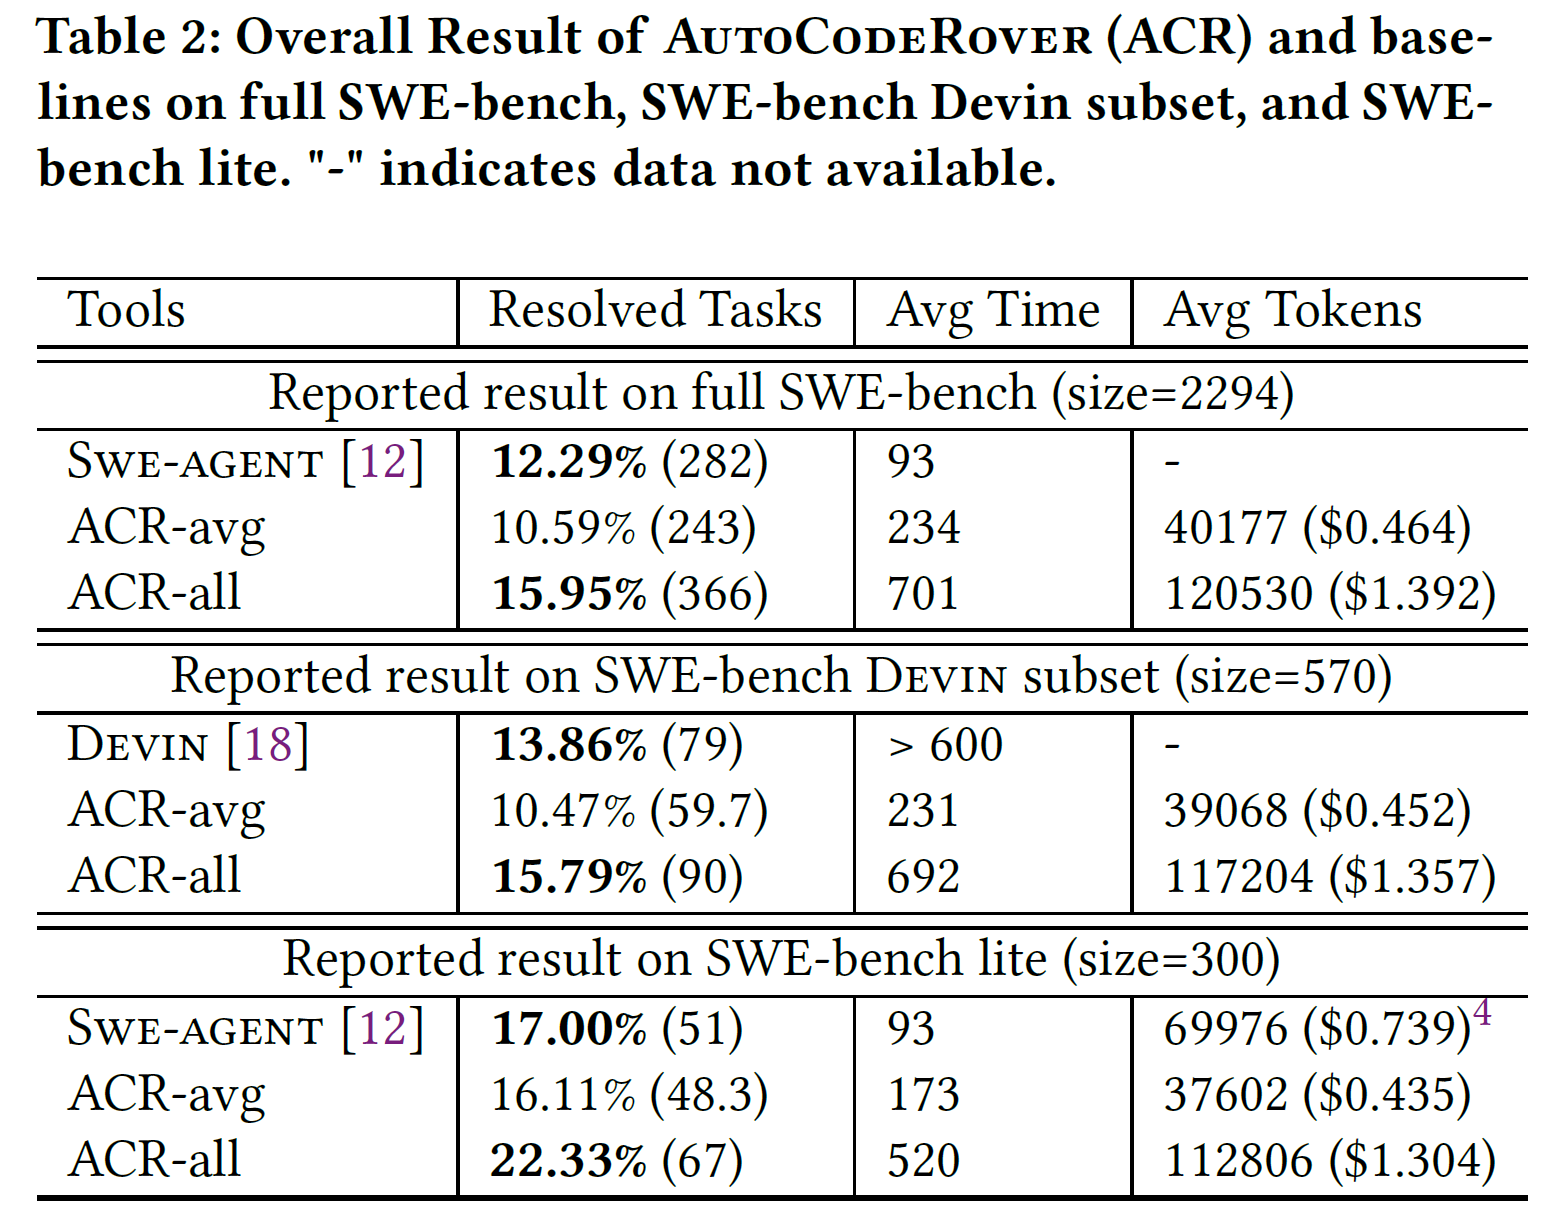 Table 2: Overall Result of AutoCodeRover (ACR) and base-
lines on full SWE-bench, SWE-bench Devin subset, and SWE-
bench lite. "-" indicates data not available.
Tools Resolved Tasks Avg Time Avg Tokens
Reported result on full SWE-bench (size=2294)
Swe-agent [12] 12.29% (282) 93 -
ACR-avg 10.59% (243) 234 40177 ($0.464)
ACR-all 15.95% (366) 701 120530 ($1.392)
Reported result on SWE-bench Devin subset (size=570)
Devin [18] 13.86% (79) > 600 -
ACR-avg 10.47% (59.7) 231 39068 ($0.452)
ACR-all 15.79% (90) 692 117204 ($1.357)
Reported result on SWE-bench lite (size=300)
Swe-agent [12] 17.00% (51) 93 69976 ($0.739)4
ACR-avg 16.11% (48.3) 173 37602 ($0.435)
ACR-all 22.33% (67) 520 112806 ($1.304)